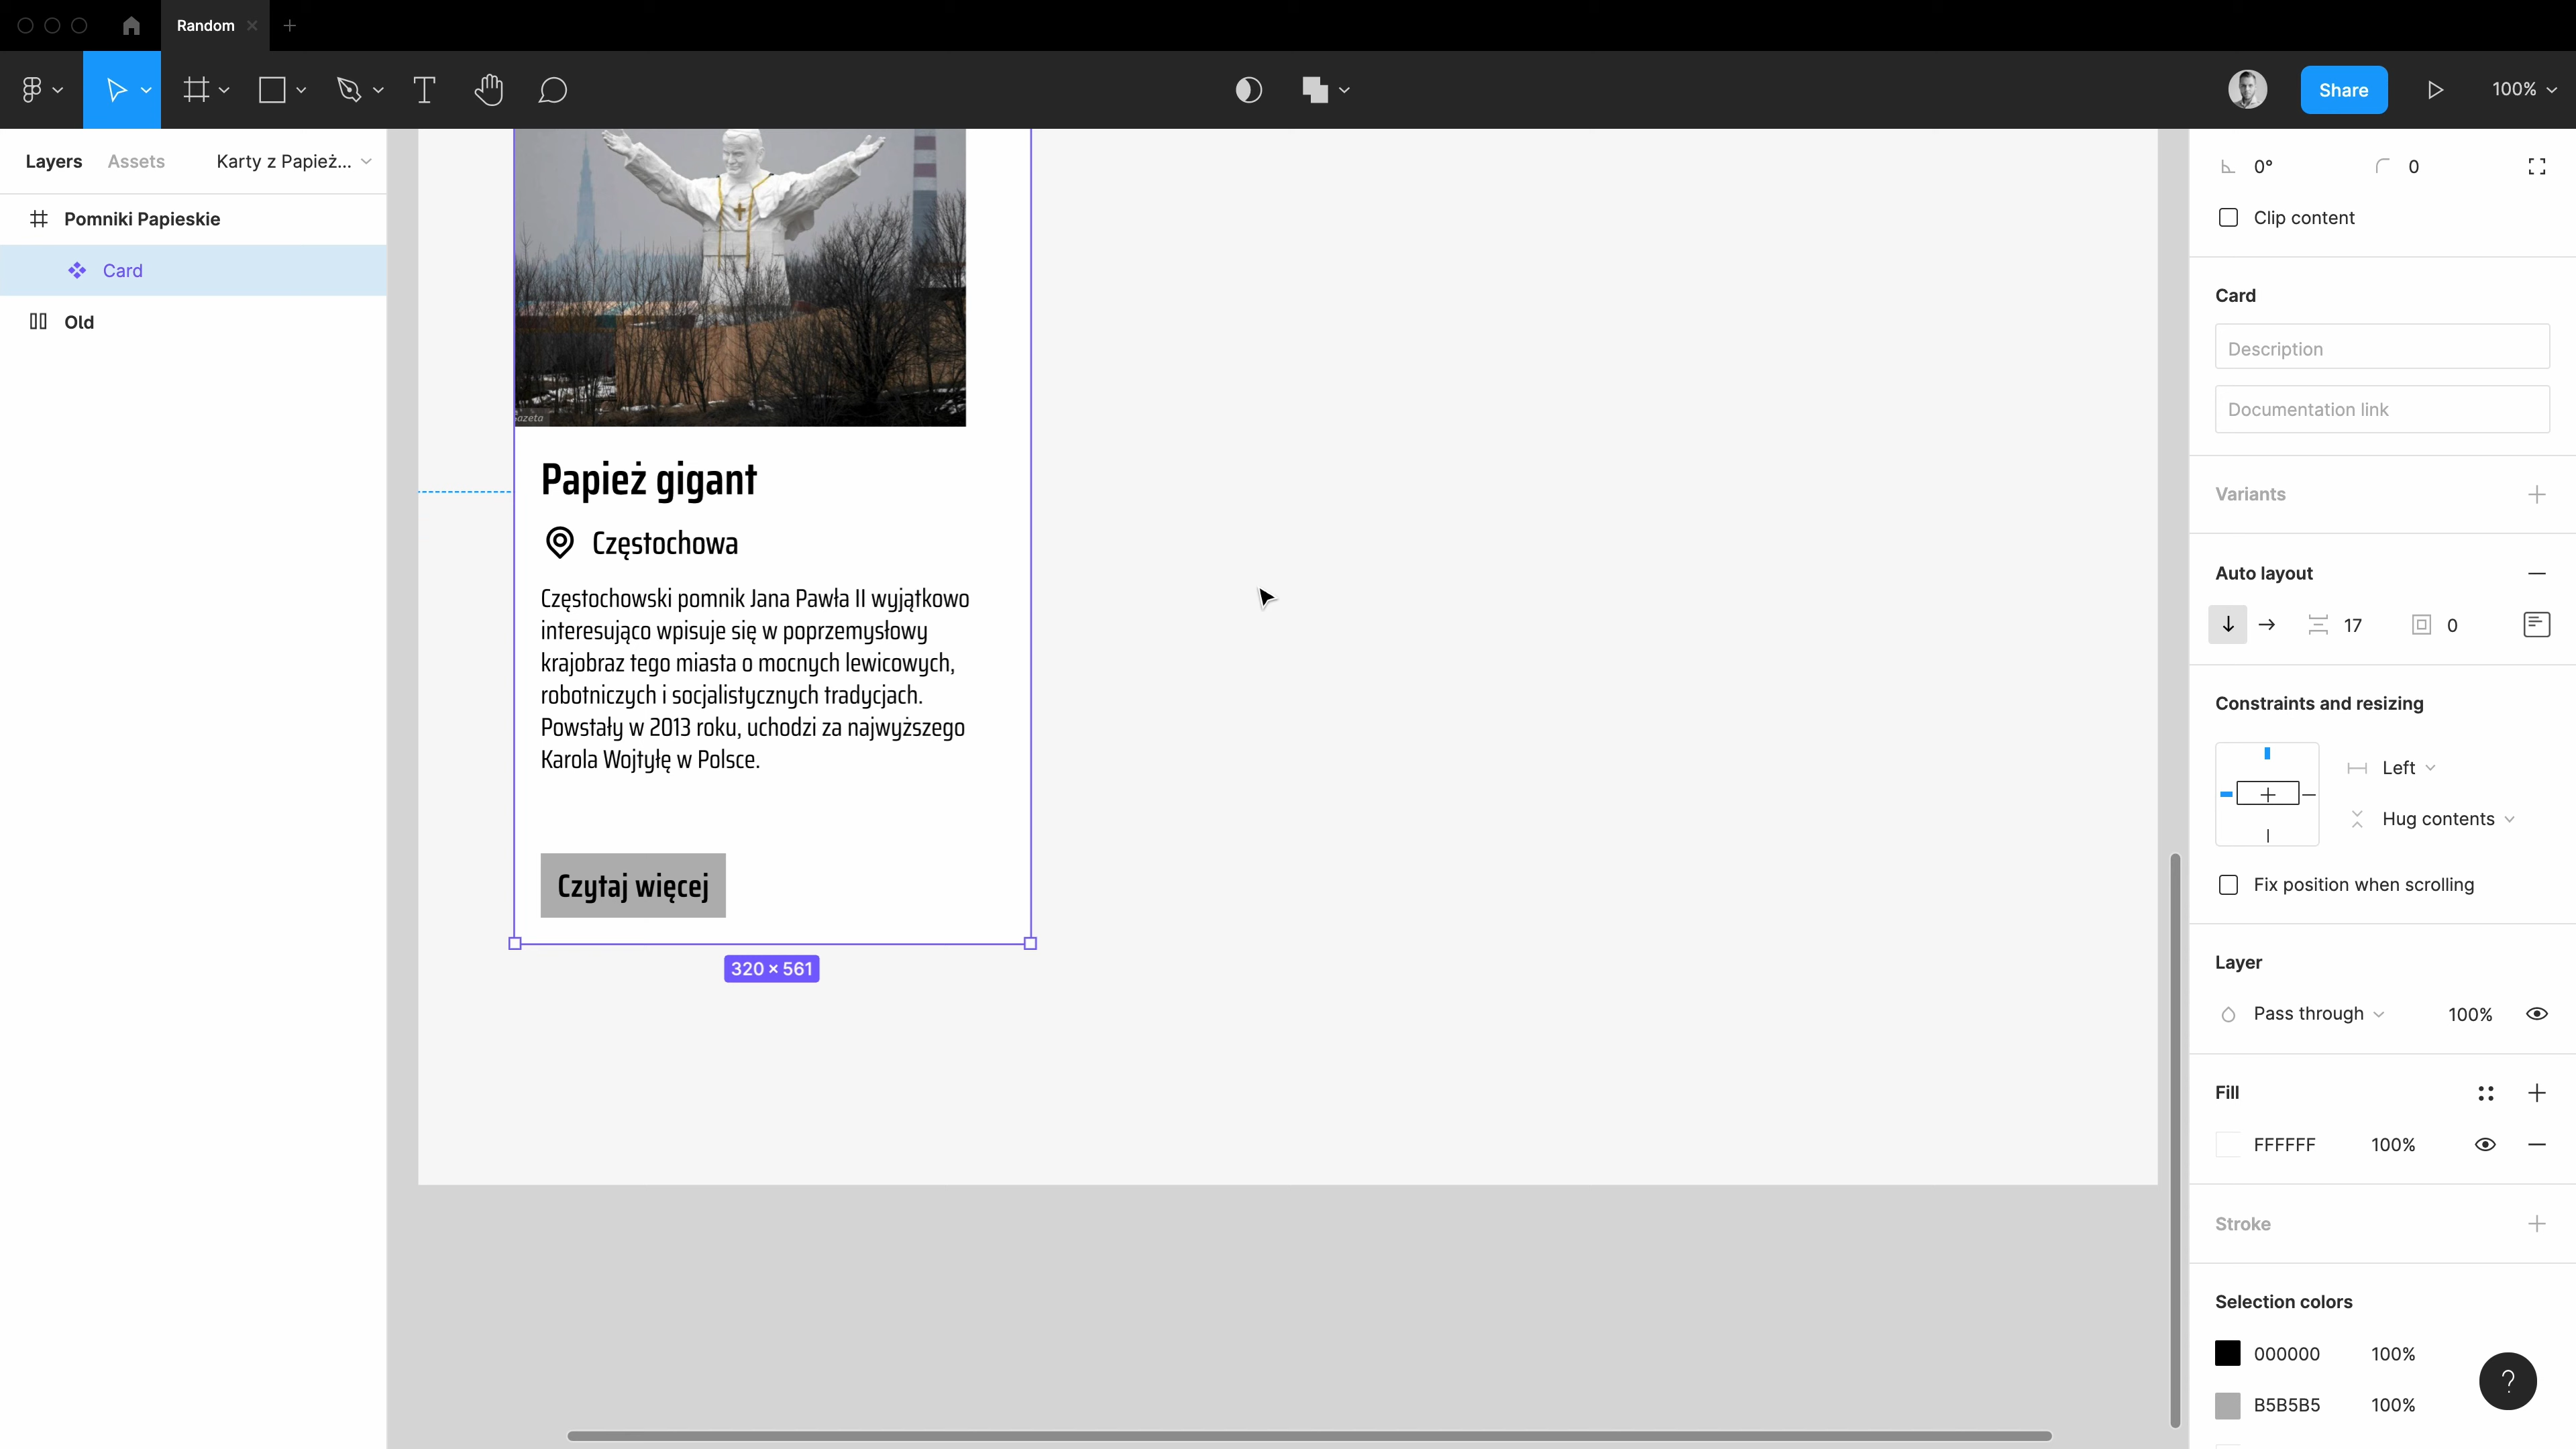 Random
Share
100%
Layers
Assets
Karty z Papież...
Pomniki Papieskie
Card
Old
azeta
Papież gigant
Częstochowa
Częstochowski pomnik Jana Pawła II wyjątkowo
interesująco wpisuje się w poprzemysłowy
krajobraz tego miasta o mocnych lewicowych,
robotniczych i socjalistycznych tradycjach.
Powstały w 2013 roku, uchodzi za najwyższego
Karola Wojtyłę w Polsce.
Czytaj więcej
320 × 561
0°
0
Clip content
Card
Description
Documentation link
Variants
Auto layout
17
0
Constraints and resizing
Left
Hug contents
Fix position when scrolling
Layer
Pass through
100%
Fill
FFFFFF
100%
Stroke
Selection colors
000000
100%
B5B5B5
100%
?